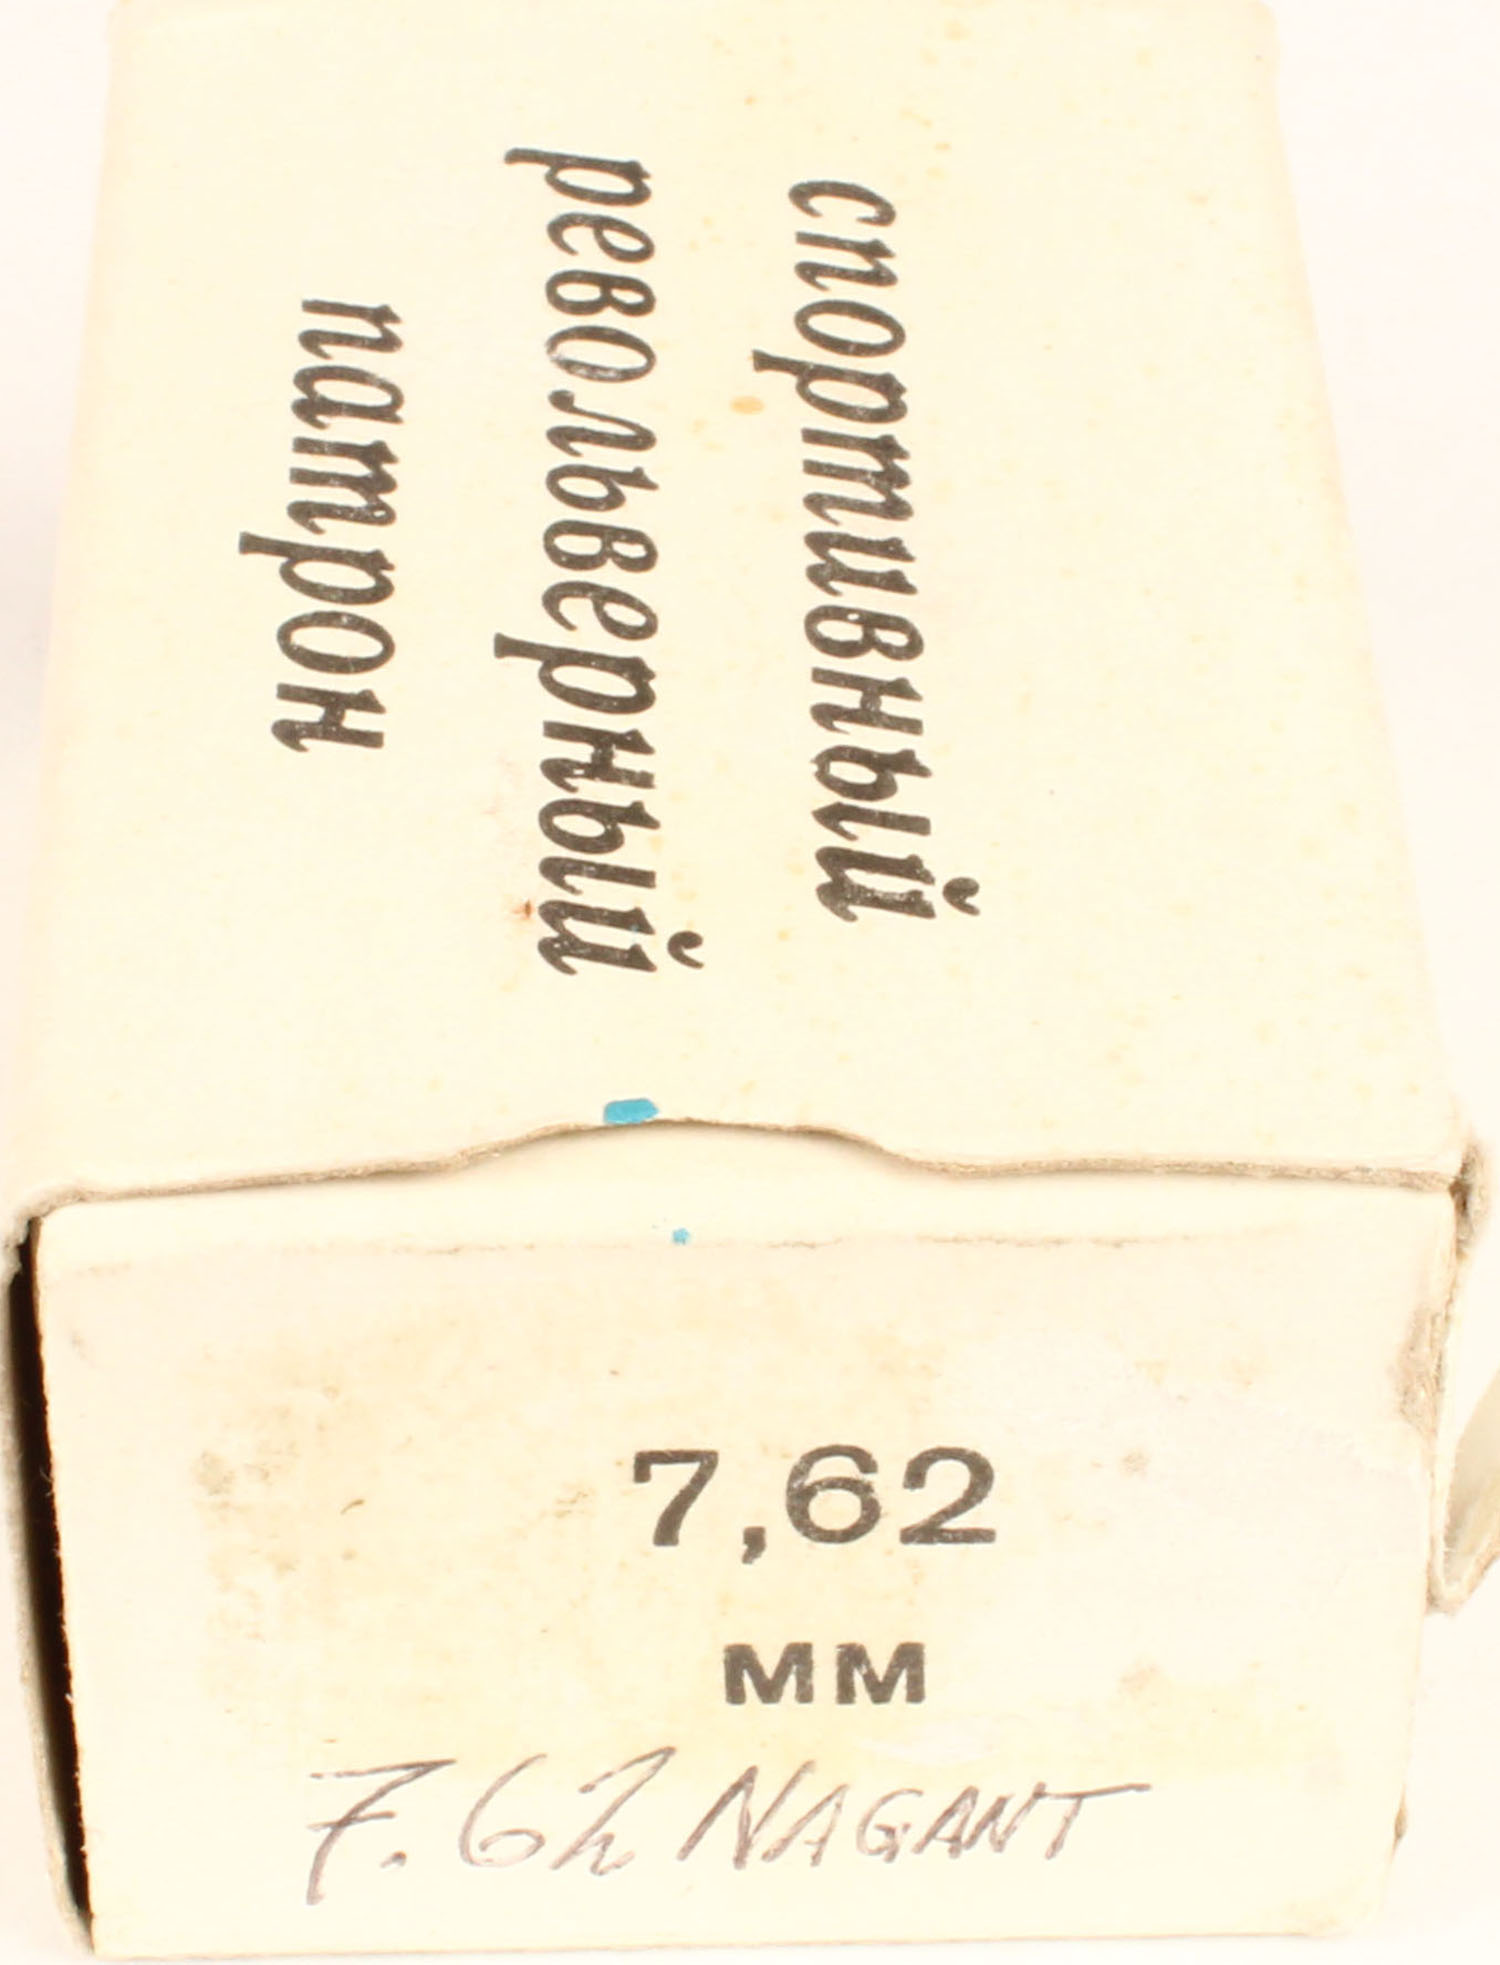 спортивный
револьверный
патрон
7,62
мм
7.62 NAGANT